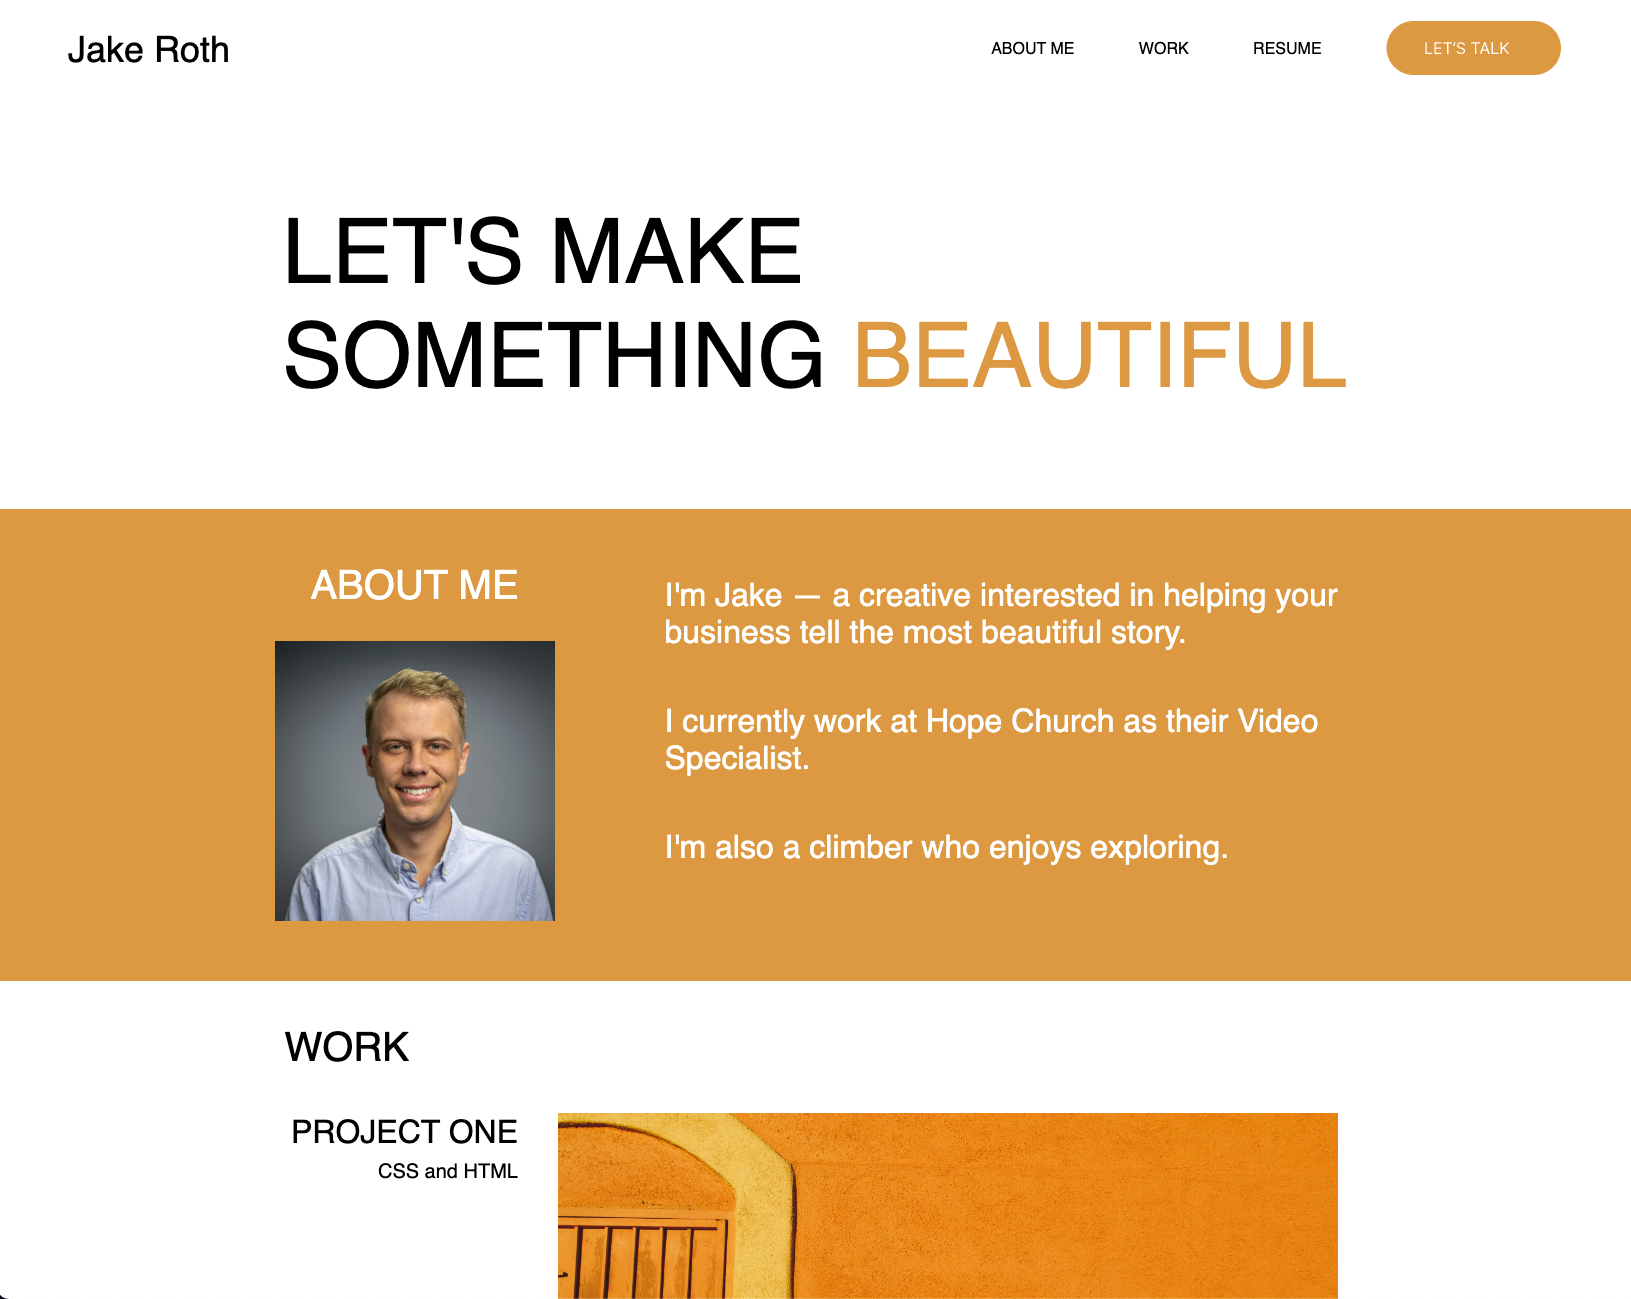 Jake Roth
ABOUT ME
WORK
RESUME
LET'S TALK
LET'S MAKE
SOMETHING BEAUTIFUL
ABOUT ME
I'm Jake — a creative interested in helping your
business tell the most beautiful story.
I currently work at Hope Church as their Video
Specialist.
I'm also a climber who enjoys exploring.
WORK
PROJECT ONE
CSS and HTML